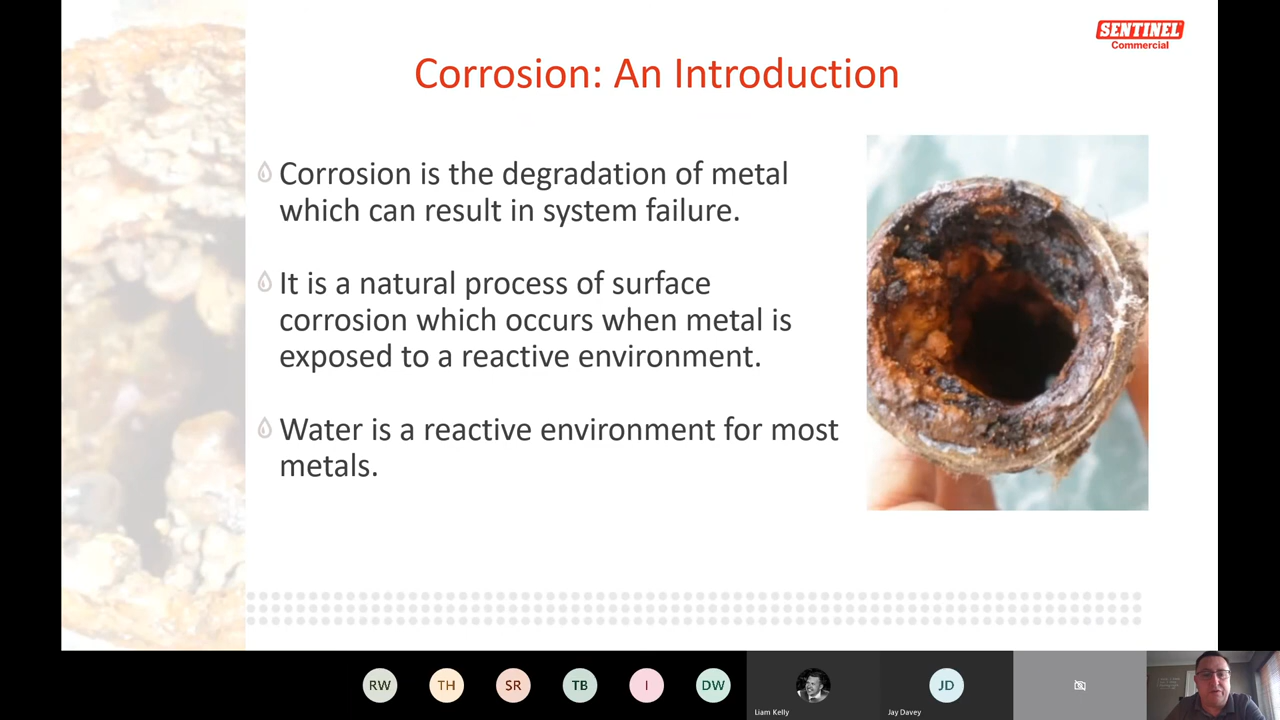 SENTINEL
Commercial
Corrosion: An Introduction
Corrosion is the degradation of metal
which can result in system failure.
It is a natural process of surface
corrosion which occurs when metal is
exposed to a reactive environment.
Water is a reactive environment for most
metals.
RW
TH
SR
TB
I
DW
JD
Liam Kelly
Jay Davey